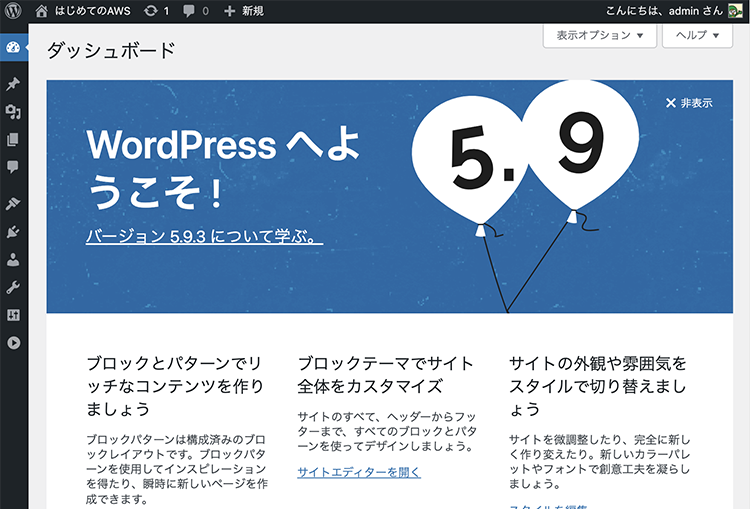 はじめてのAWS 1 0 新規 こんにちは、admin さん
表示オプション ▼ ヘルプ ▼
ダッシュボード
非表示
5.9
WordPress へよ
うこそ !
バージョン 5.9.3 について学ぶ。
ブロックとパターンでリ
ッチなコンテンツを作り
ましょう
ブロックパターンは構成済みのブロ
ックレイアウトです。ブロックパタ
ーンを使用してインスピレーション
を得たり、瞬時に新しいページを作
成できます。
ブロックテーマでサイト
全体をカスタマイズ
サイトのすべて、ヘッダーからフッ
ターまで、すべてのブロックとパタ
ーンを使ってデザインしましょう。
サイトエディターを開く
サイトの外観や雰囲気を
スタイルで切り替えまし
ょう
サイトを微調整したり、完全に新し
く作り変えたり。新しいカラーパレ
ットやフォントで創意工夫を凝らし
ましょう。
スタイルを編集